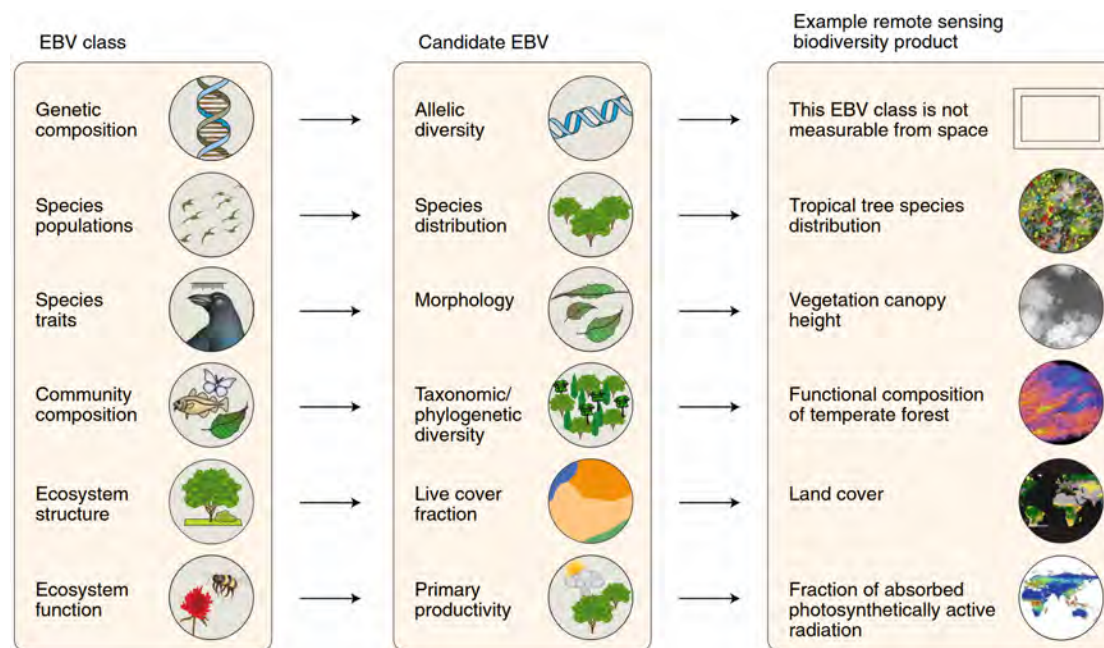 EBV class
Candidate EBV
Example remote sensing
biodiversity product
Genetic
composition
Allelic
diversity
This EBV class is not
measurable from space
Species
populations
Species
distribution
Tropical tree species
distribution
Species
traits
Morphology
Vegetation canopy
height
Community
composition
Taxonomic/
phylogenetic
diversity
Functional composition
of temperate forest
Ecosystem
structure
Live cover
fraction
Land cover
Ecosystem
function
Primary
productivity
Fraction of absorbed
photosynthetically active
radiation